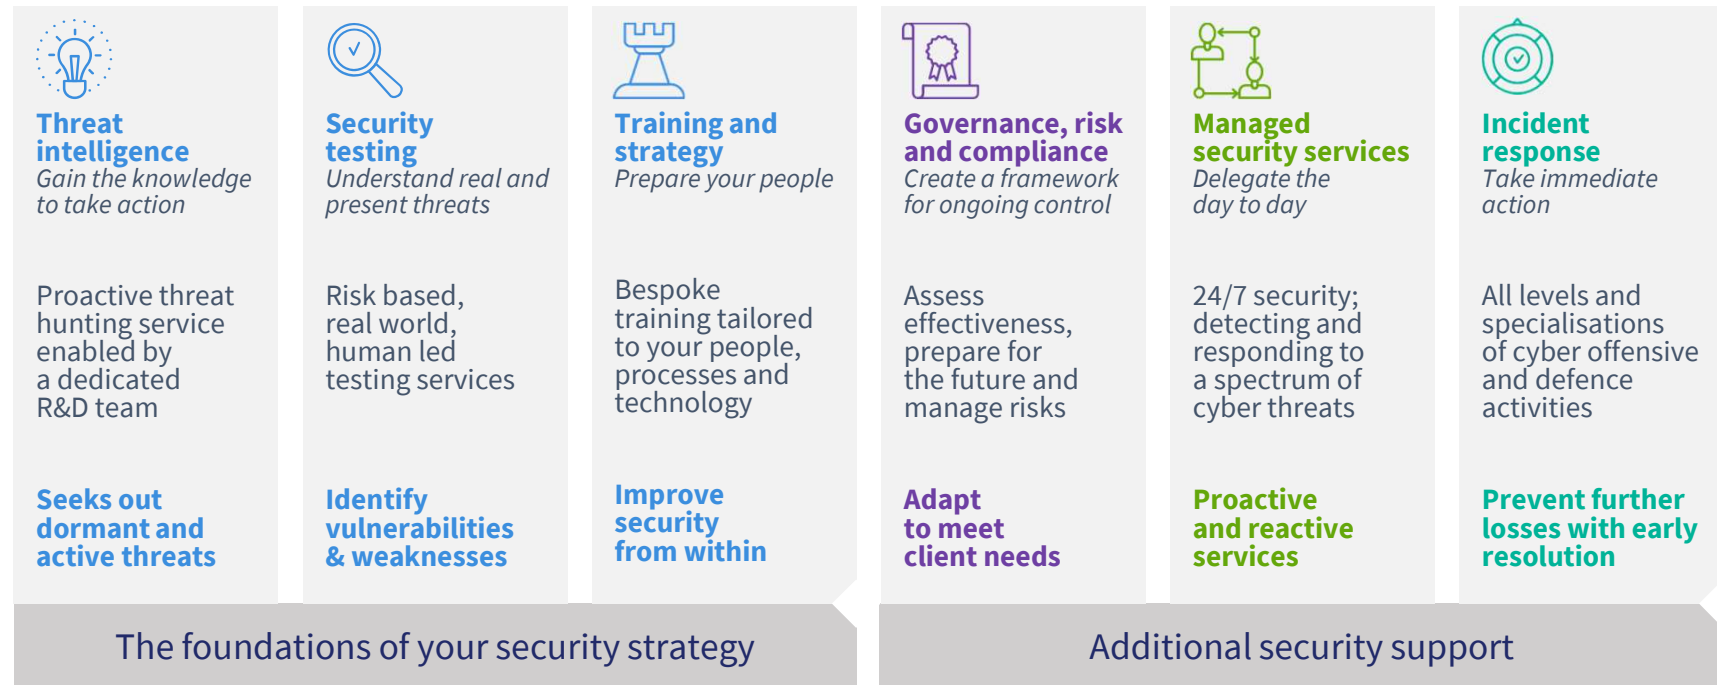 Threat
intelligence
Gain the knowledge
to take action
Proactive threat
hunting service
enabled by
a dedicated
R&D team
Seeks out
dormant and
active threats
Security
testing
Understand real and
present threats
Risk based,
real world,
human led
testing services
Identify
vulnerabilities
& weaknesses
Training and
strategy
Prepare your people
Bespoke
training tailored
to your people,
processes and
technology
Improve
security
from within
The foundations of your security strategy
Governance, risk
and compliance
Create a framework
for ongoing control
Assess
effectiveness,
prepare for
the future and
manage risks
Adapt
to meet
client needs
Managed
security services
Delegate the
day to day
24/7 security;
detecting and
responding to
a spectrum of
cyber threats
Proactive
and reactive
services
Incident
response
Take immediate
action
All levels and
specialisations
of cyber offensive
and defence
activities
Prevent further
losses with early
resolution
Additional security support